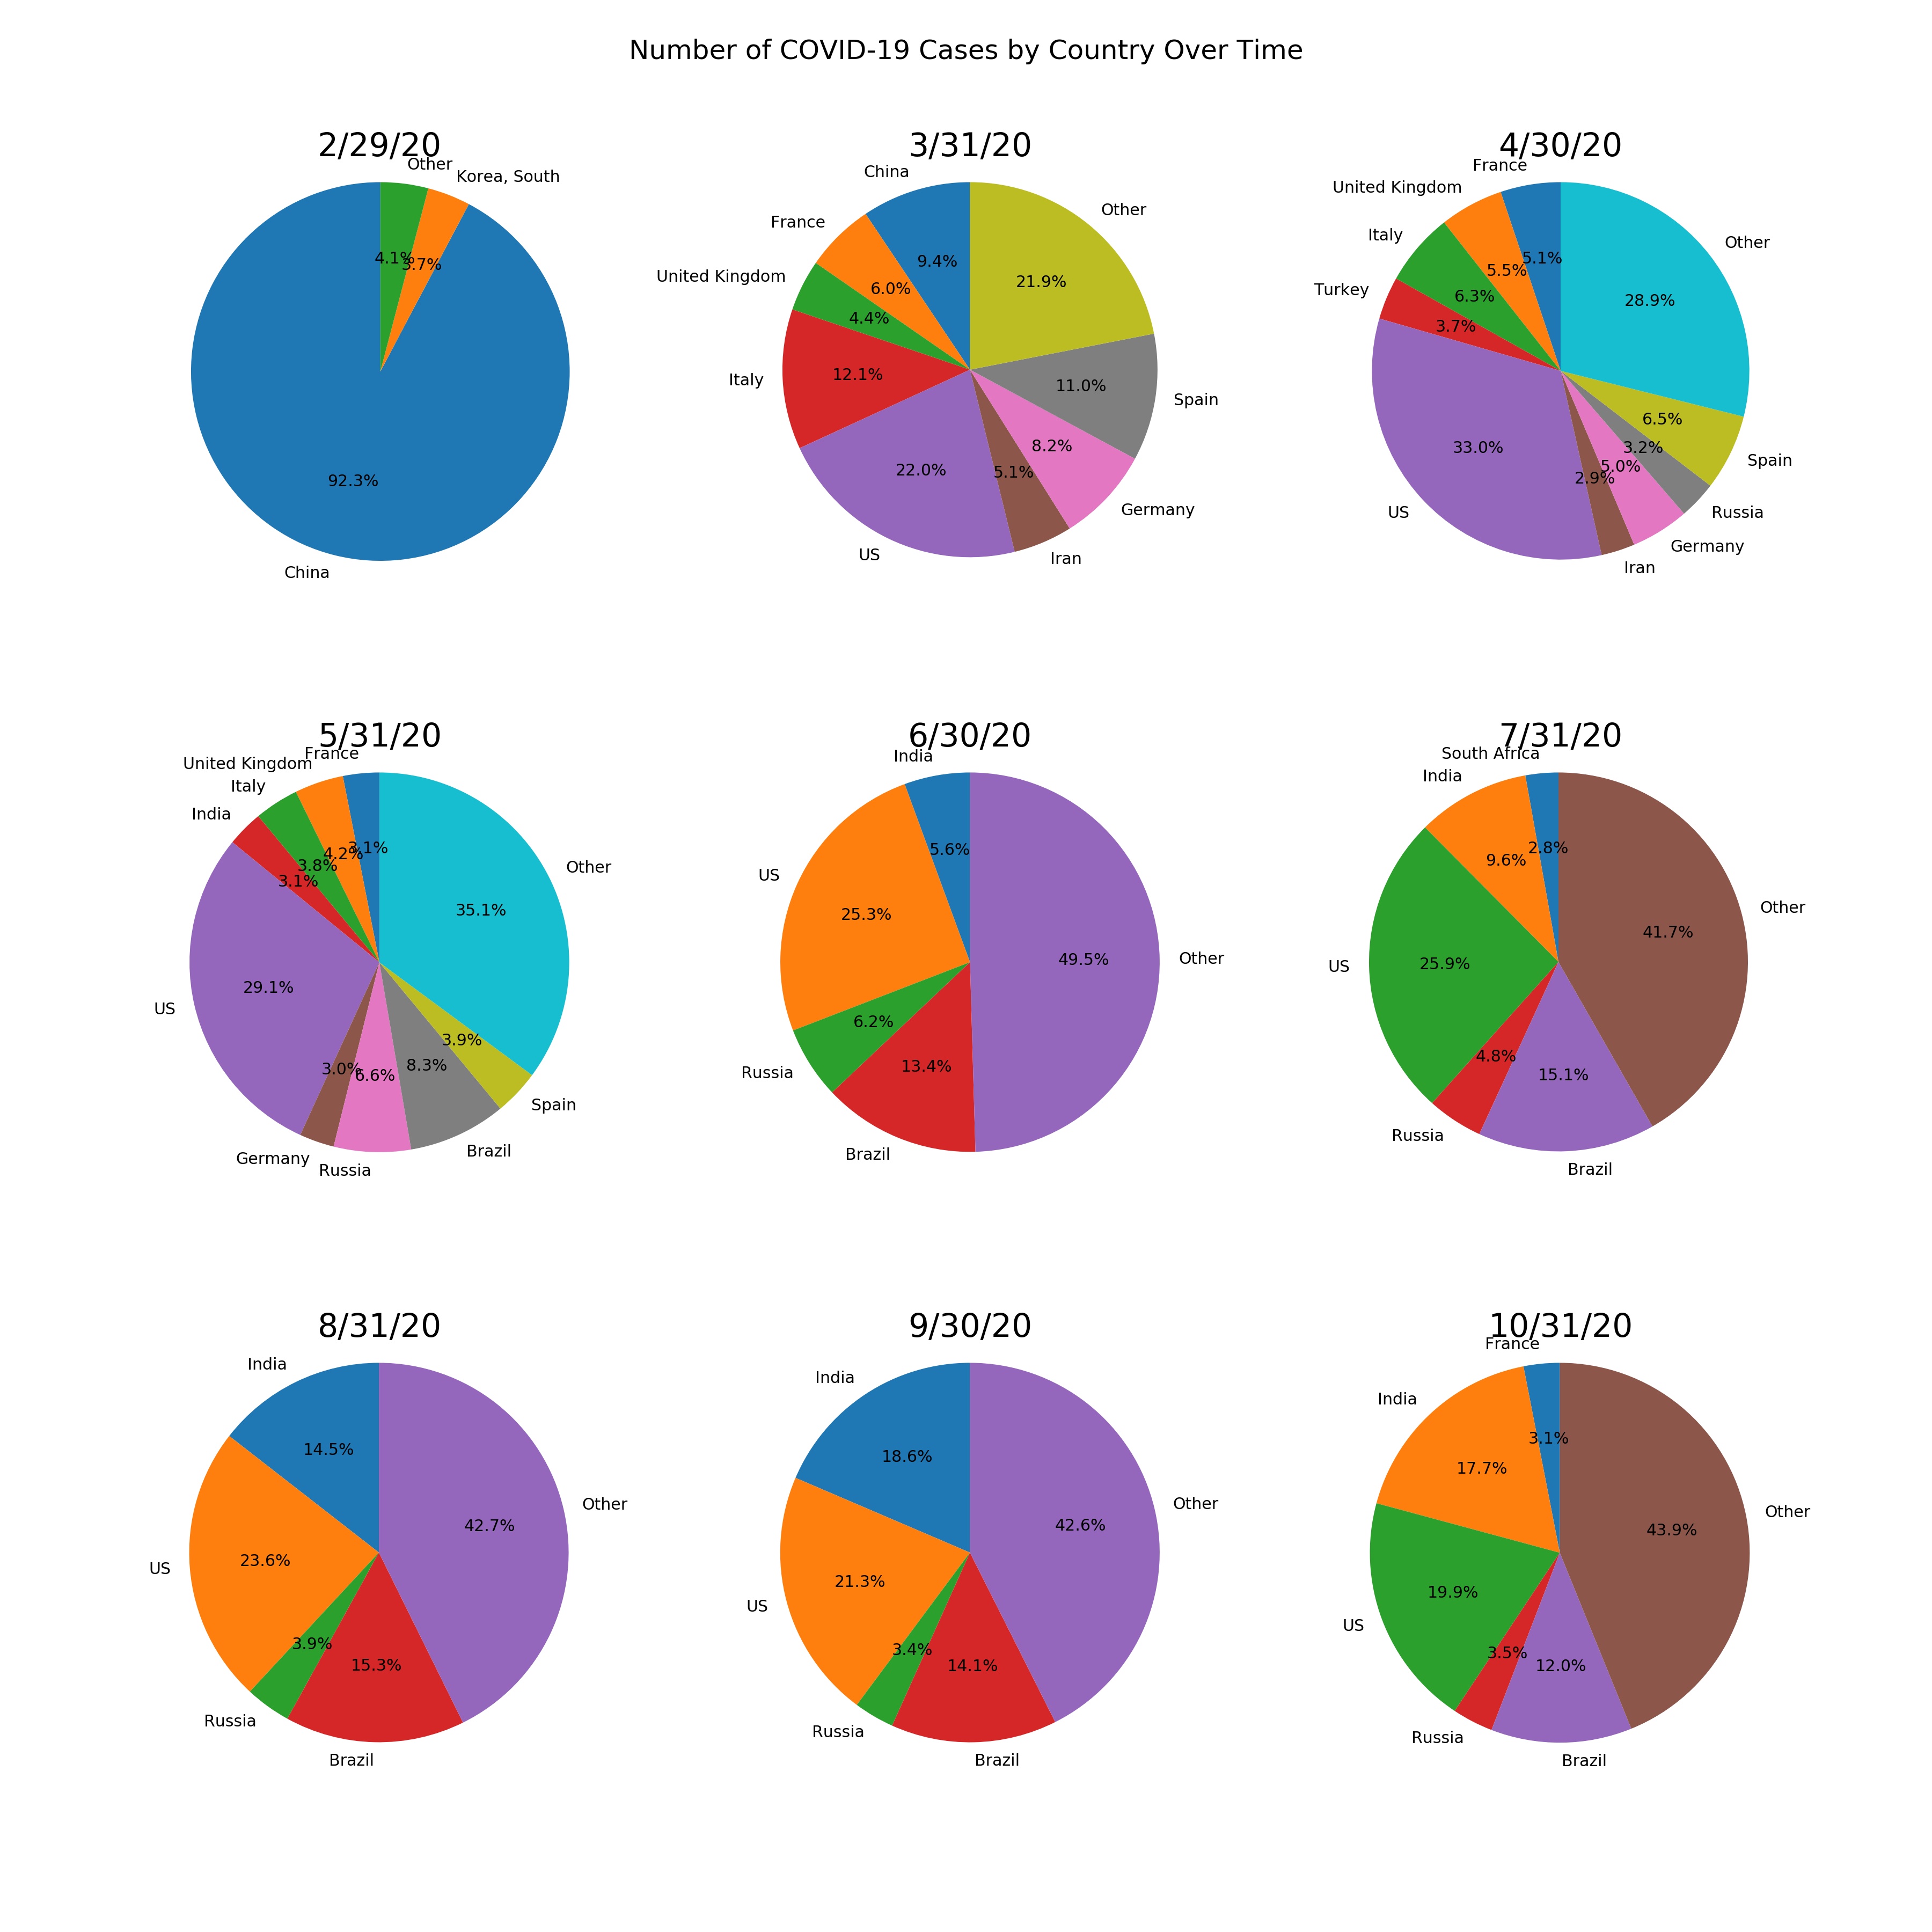 Number of COVID-19 Cases by Country Over Time
2/29/20
Other
Korea, South
4.1%
3.7%
92.3%
China
3/31/20
China
Other
France
United Kingdom
9.4%
21.9%
6.0%
4.4%
Italy
12.1%
11.0%
Spain
8.2%
22.0%
5.1%
Germany
US
Iran
4/30/20
France
United Kingdom
Italy
Other
Turkey
5.1%
5.5%
6.3%
28.9%
3.7%
6.5%
33.0%
3.2%
5.0%
2.9%
Spain
US
Russia
Germany
Iran
5/31/20
France
United Kingdom
Italy
India
3.1%
4.2%
3.8%
3.1%
Other
35.1%
29.1%
US
3.9%
3.0%
6.6%
8.3%
Spain
Germany
Russia
Brazil
6/30/20
India
5.6%
US
25.3%
49.5%
Other
6.2%
Russia
13.4%
Brazil
7/31/20
South Africa
India
2.8%
9.6%
Other
41.7%
US
25.9%
4.8%
15.1%
Russia
Brazil
8/31/20
India
14.5%
Other
42.7%
US
23.6%
3.9%
15.3%
Russia
Brazil
9/30/20
India
18.6%
Other
42.6%
21.3%
US
3.4%
14.1%
Russia
Brazil
10/31/20
France
India
3.1%
17.7%
Other
43.9%
19.9%
US
3.5%
12.0%
Russia
Brazil